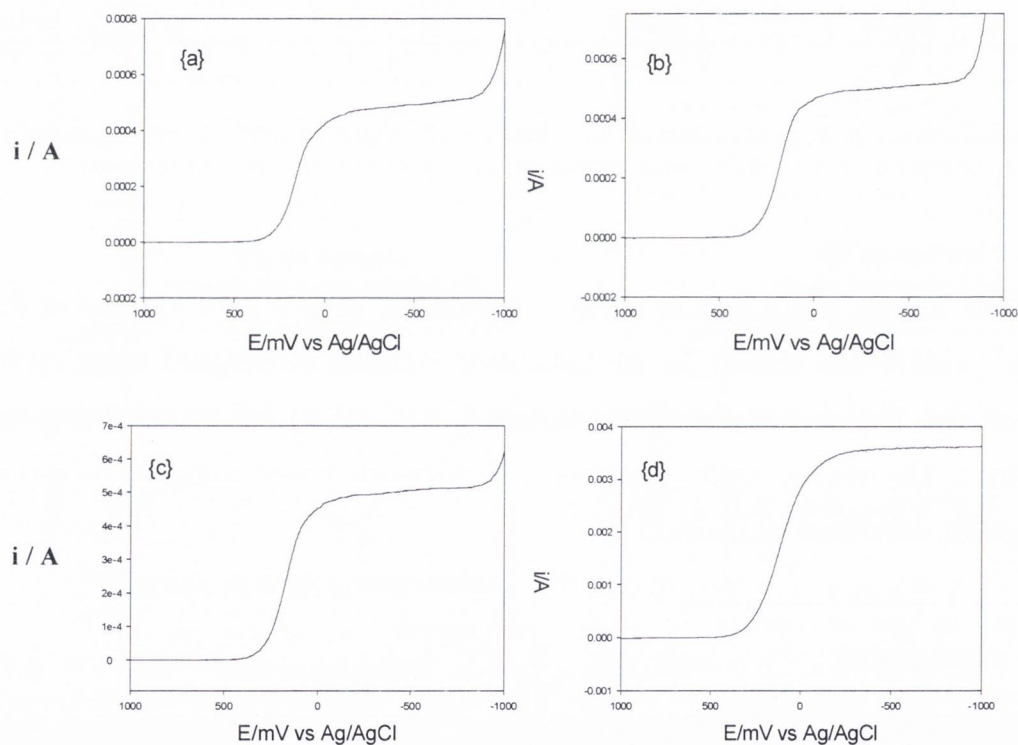 {a}
0.0008
0.0006
0.0004
0.0002
0.0000
-0.0002
1000 500 0 -500 -1000
E/mV vs Ag/AgCl
i / A
{b}
0.0006
0.0004
0.0002
0.0000
-0.0002
1000 500 0 -500 -1000
E/mV vs Ag/AgCl
i/A
{c}
7e-4
6e-4
5e-4
4e-4
3e-4
2e-4
1e-4
0
1000 500 0 -500 -1000
E/mV vs Ag/AgCl
i / A
{d}
0.004
0.003
0.002
0.001
0.000
-0.001
1000 500 0 -500 -1000
E/mV vs Ag/AgCl
i/A